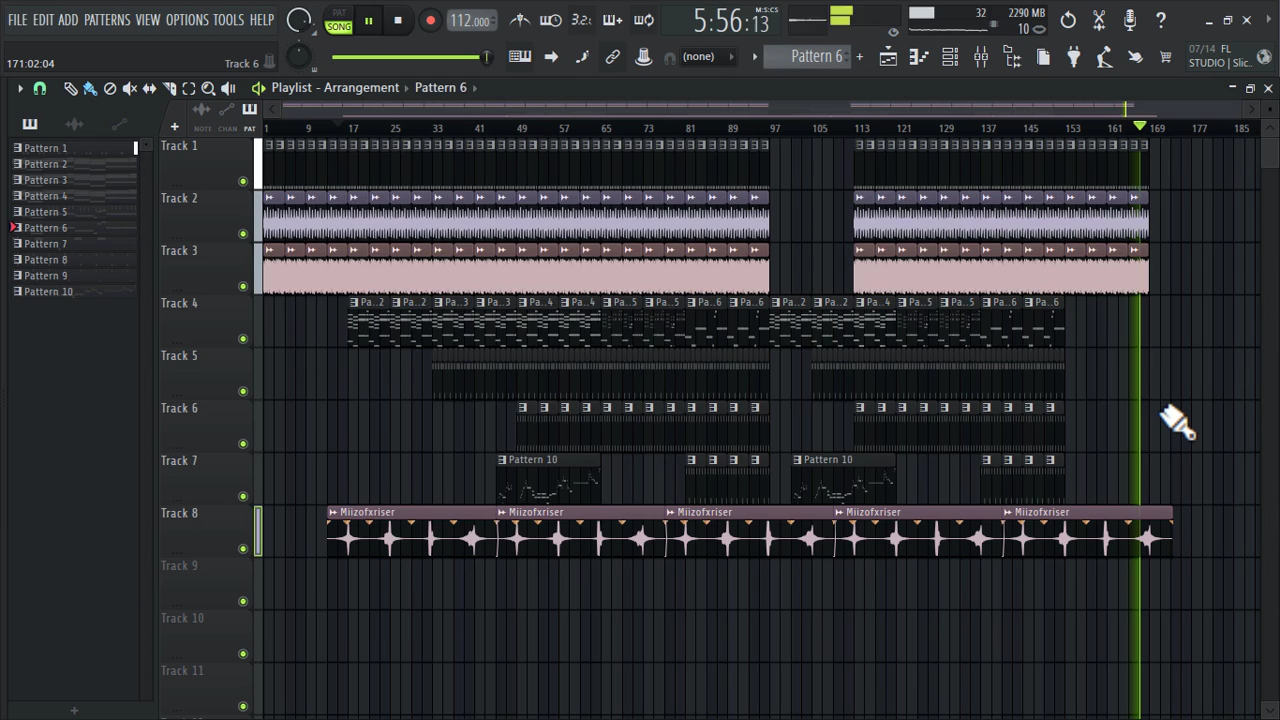 FILE EDIT ADD PATTERNS VIEW OPTIONS TOOLS HELP
PAT
SONG
112.000
3.2
5:56:13
M:S:CS
32
2290 MB
10
171:02:04
Track 6
(none)
Pattern 6
07/14 FL
STUDIO | Slic..
Playlist - Arrangement Pattern 6
NOTE CHAN PAT
1 9 17 25 33 41 49 57 65 73 81 89 97 105 113 121 129 137 145 153 161 169 177 185
Pattern 1
Pattern 2
Pattern 3
Pattern 4
Pattern 5
Pattern 6
Pattern 7
Pattern 8
Pattern 9
Pattern 10
Track 1
Track 2
Track 3
Track 4
Pa..2 Pa..2 Pa..3 Pa..3 Pa..4 Pa..4 Pa..5 Pa..5 Pa..6 Pa..6 Pa..2 Pa..2 Pa..4 Pa..5 Pa..5 Pa..6 Pa..6
Track 5
Track 6
Track 7
Pattern 10 Pattern 10
Track 8
Miizofxriser Miizofxriser Miizofxriser Miizofxriser Miizofxriser
Track 9
Track 10
Track 11